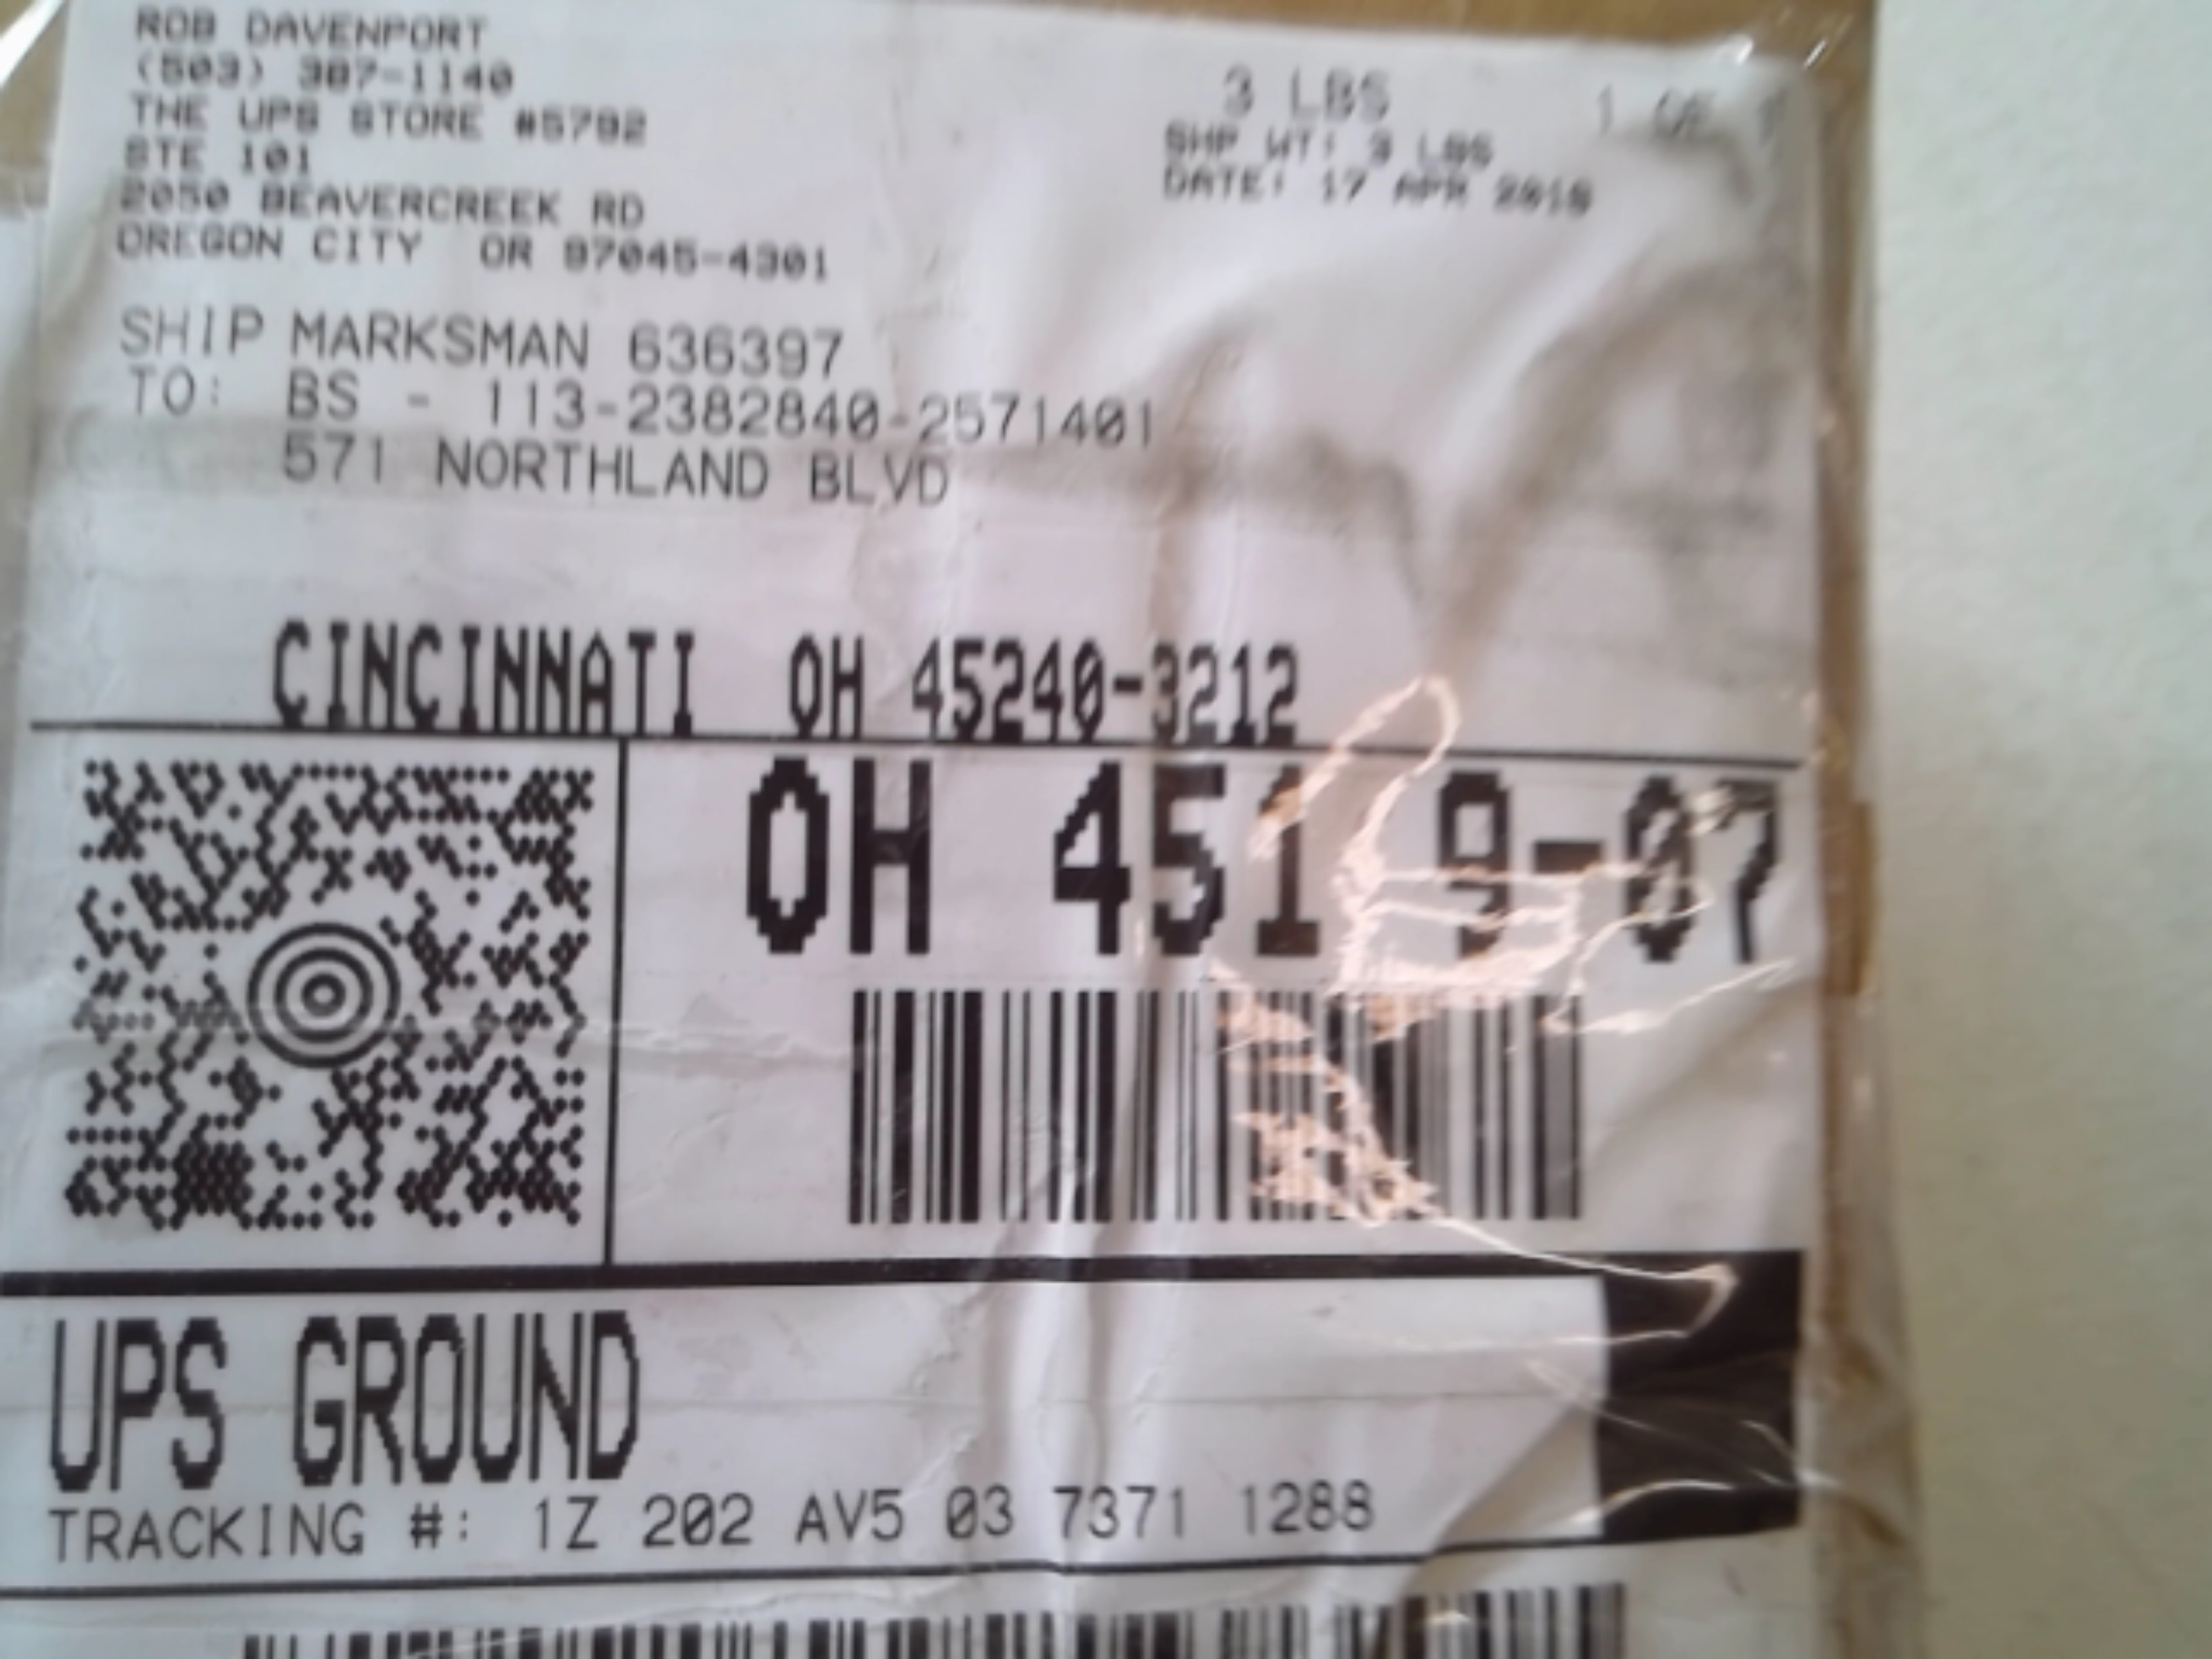 ROB DAVENPORT
(503) 387-1140
THE UPS STORE #5792
STE 101
2050 BEAVERCREEK RD
OREGON CITY OR 97045-4301
3 LBS 1 OF
SHP WT: 3 LBS
DATE: 17 APR
SHIP MARKSMAN 636397
TO: BS - 113-2382840-2571401
571 NORTHLAND BLVD
CINCINNATI OH 45240-3212
OH 451 9-07
UPS GROUND
TRACKING #: 1Z 202 AV5 03 7371 1288